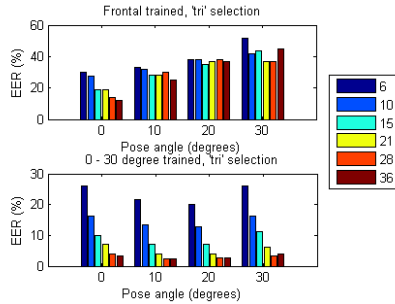 Frontal trained, 'tri' selection
60
40
20
0
EER (%)
0 10 20 30
Pose angle (degrees)
6
10
15
21
28
36
0 - 30 degree trained, 'tri' selection
30
20
10
0
EER (%)
0 10 20 30
Pose angle (degrees)